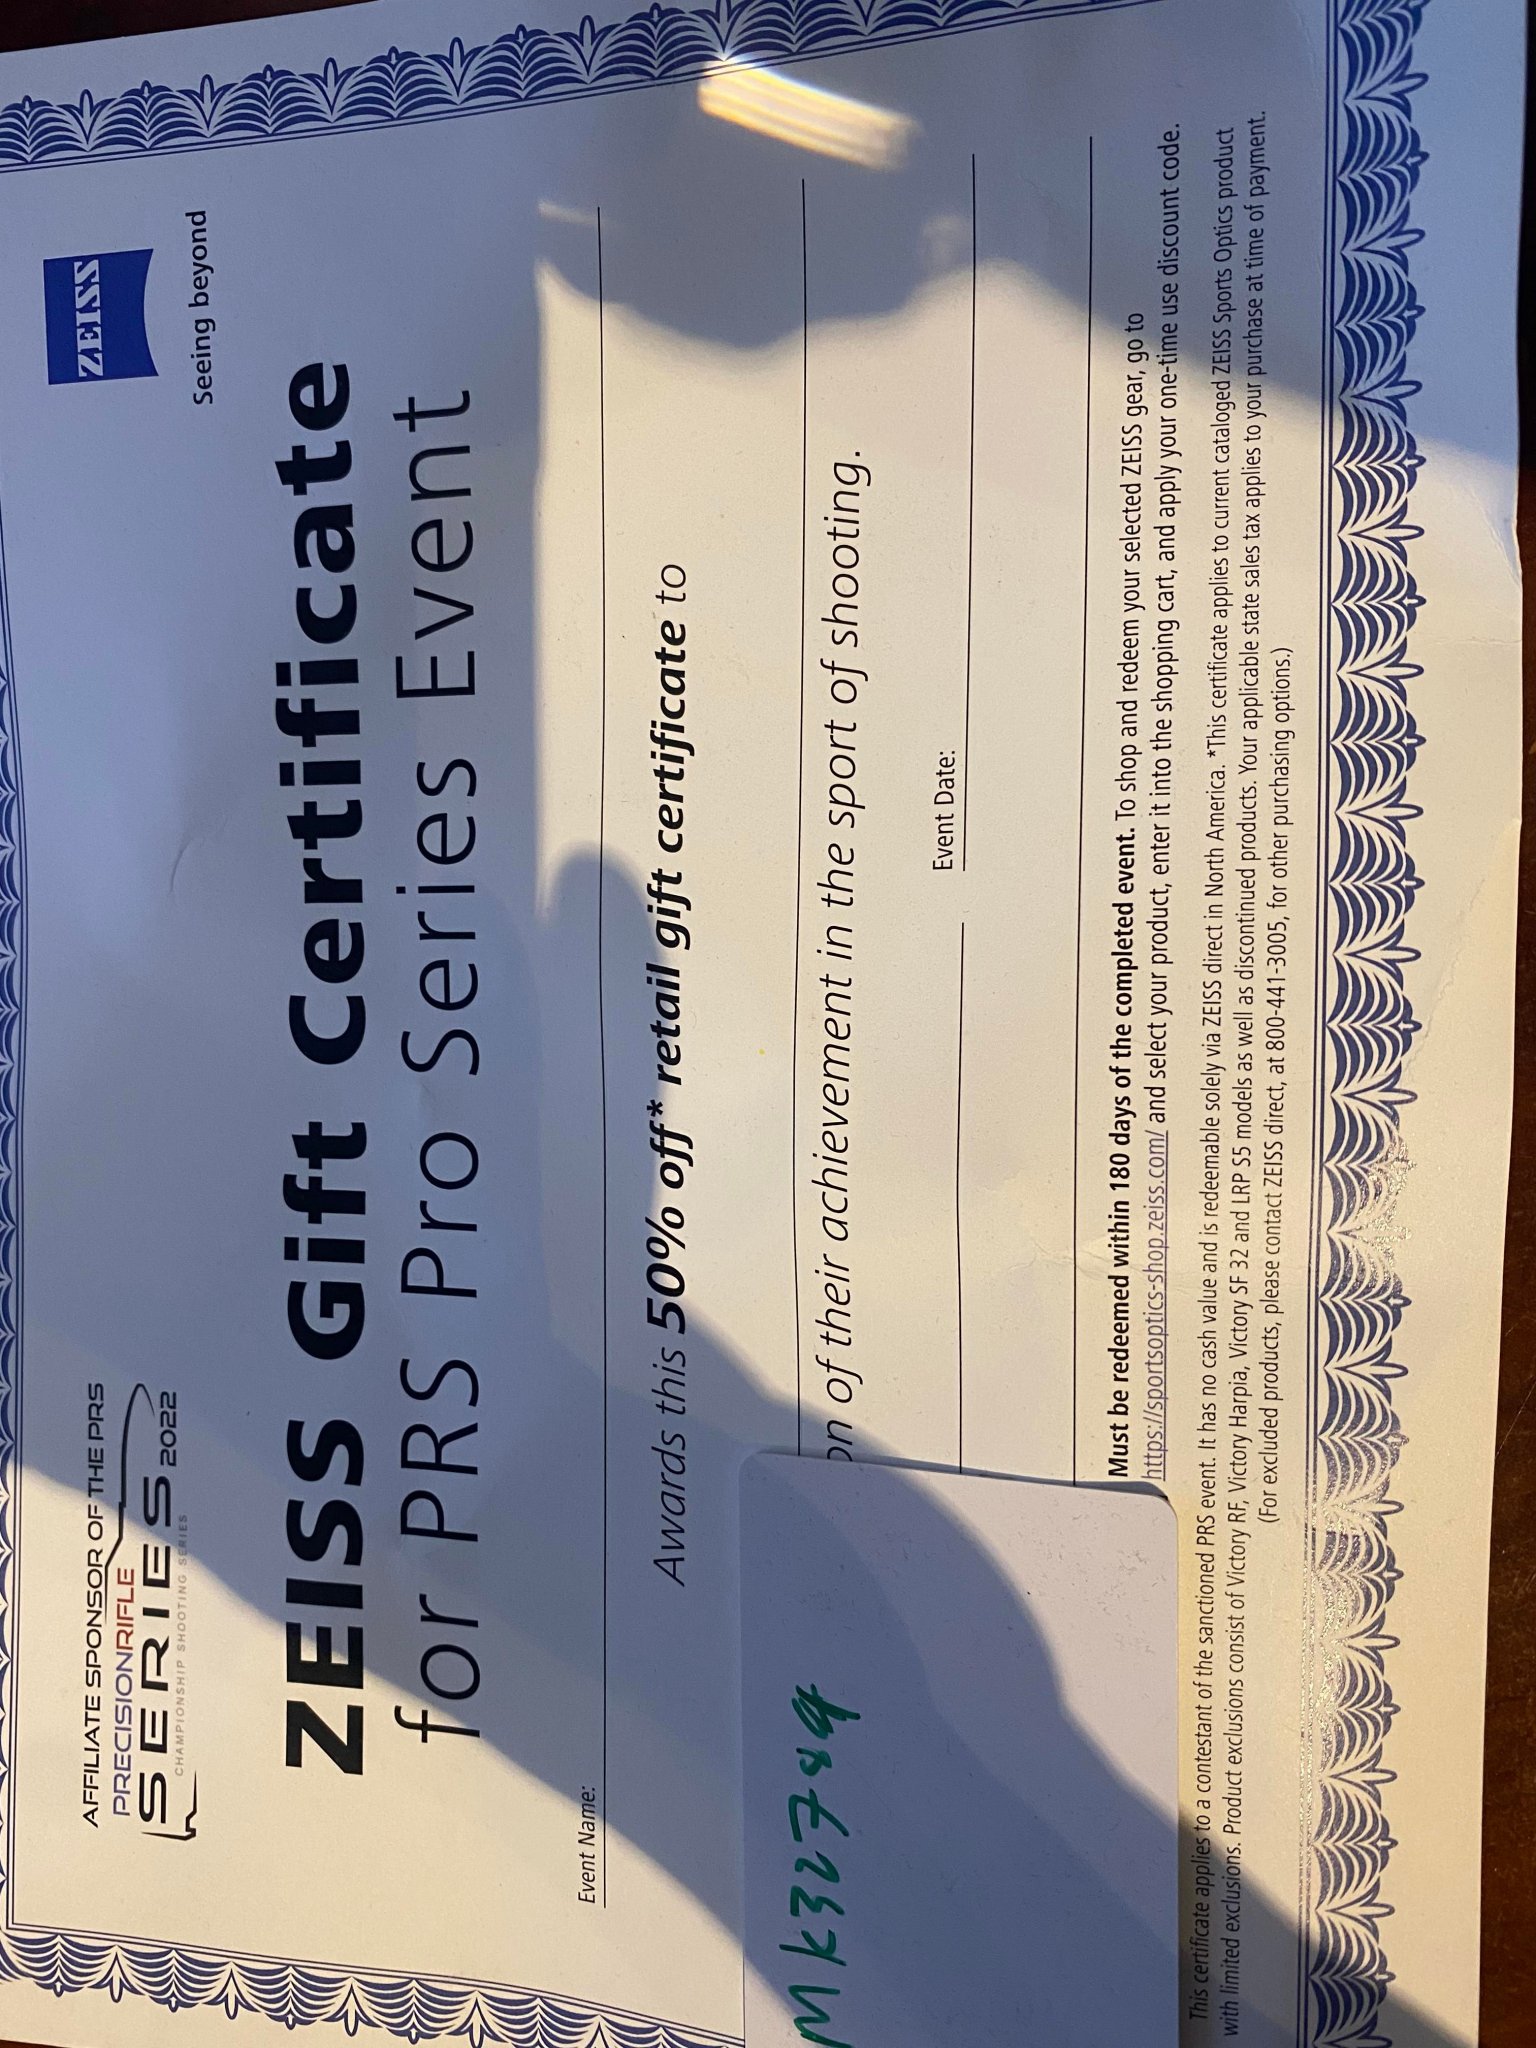 AFFILIATE SPONSOR OF THE PRS
PRECISIONRIFLE
SERIES 2022
CHAMPIONSHIP SHOOTING SERIES
ZEISS
Seeing beyond
ZEISS Gift Certificate
for PRS Pro Series Event
Event Name:
Awards this 50% off* retail gift certificate to
on of their achievement in the sport of shooting.
Event Date:
MK32789
Must be redeemed within 180 days of the completed event. To shop and redeem your selected ZEISS gear, go to
https://sportsoptics-shop.zeiss.com/ and select your product, enter it into the shopping cart, and apply your one-time use discount code.
This certificate applies to a contestant of the sanctioned PRS event. It has no cash value and is redeemable solely via ZEISS direct in North America. *This certificate applies to current cataloged ZEISS Sports Optics product
with limited exclusions. Product exclusions consist of Victory RF, Victory Harpia, Victory SF 32 and LRP S5 models as well as discontinued products. Your applicable state sales tax applies to your purchase at time of payment.
(For excluded products, please contact ZEISS direct, at 800-441-3005, for other purchasing options.)